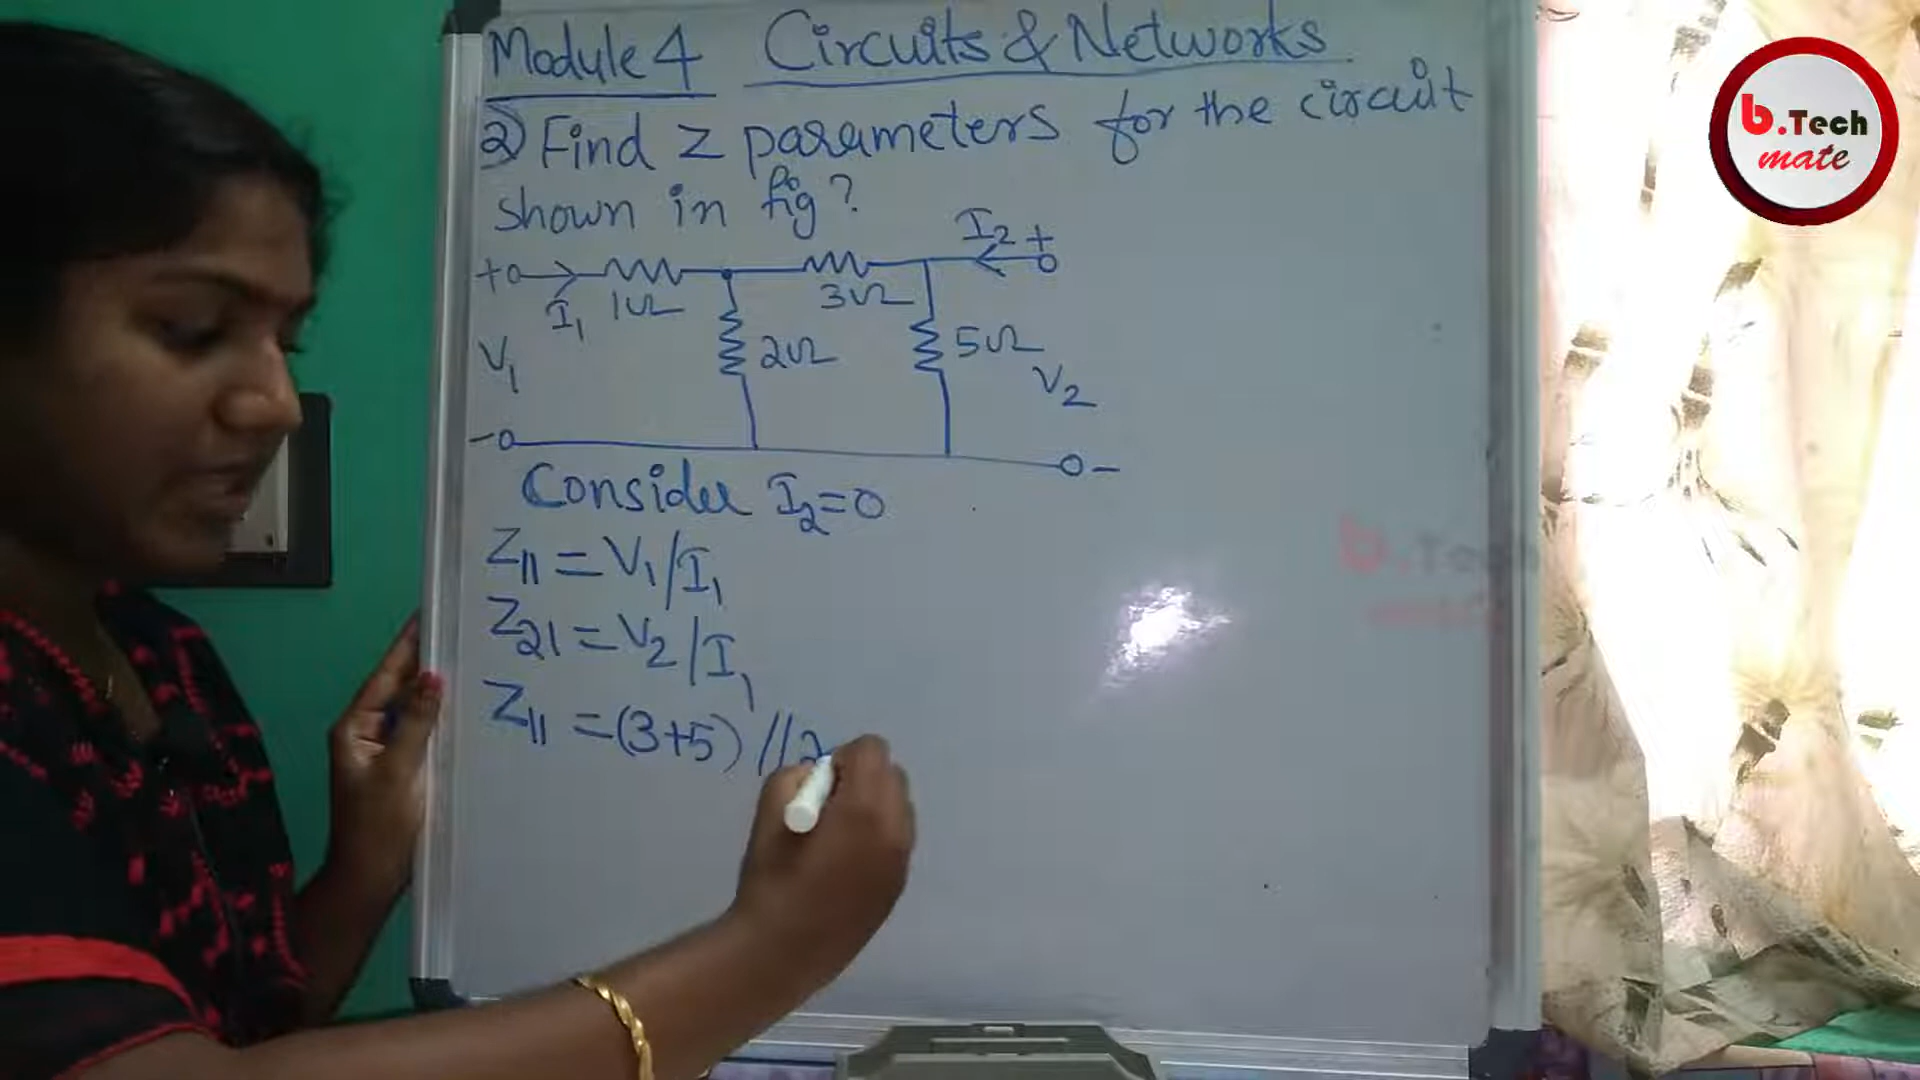 Module 4 Circuits & Networks
2) Find Z parameters for the circuit
shown in fig?
b.Tech
mate
I2 +
+
I1 1Ω 3Ω
V1 2Ω 5Ω V2
- -
Consider I2=0
Z11 = V1/I1
Z21 = V2/I1
Z11 = (3+5) // 2